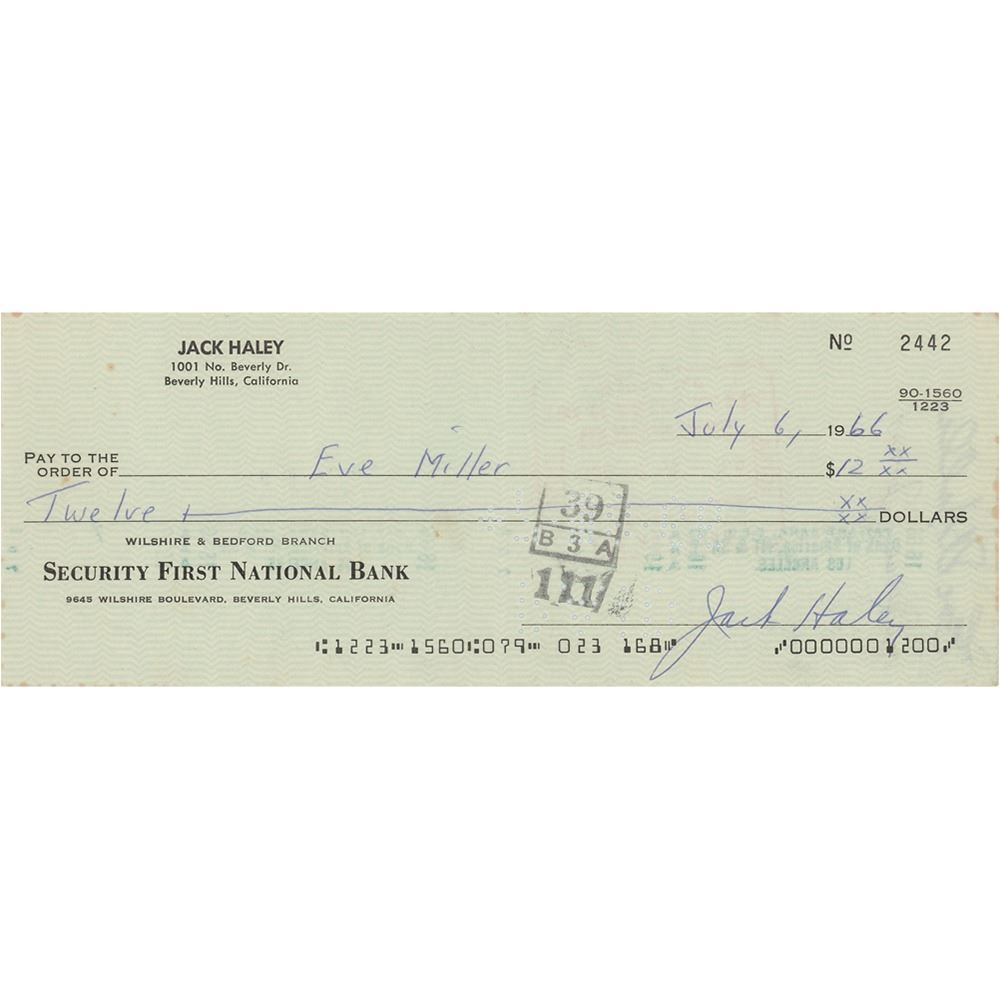 JACK HALEY
1001 No. Beverly Dr.
Beverly Hills, California
Nº 2442
90-1560
1223
July 6, 1966
PAY TO THE
ORDER OF Eve Miller $12 xx/xx
Twelve xx/xx DOLLARS
WILSHIRE & BEDFORD BRANCH
SECURITY FIRST NATIONAL BANK
9645 WILSHIRE BOULEVARD, BEVERLY HILLS, CALIFORNIA
39
B 3 A
111
Jack Haley
⑆1223⑉1560⑆079⑉ 023 168⑈ ⑇0000001200⑇